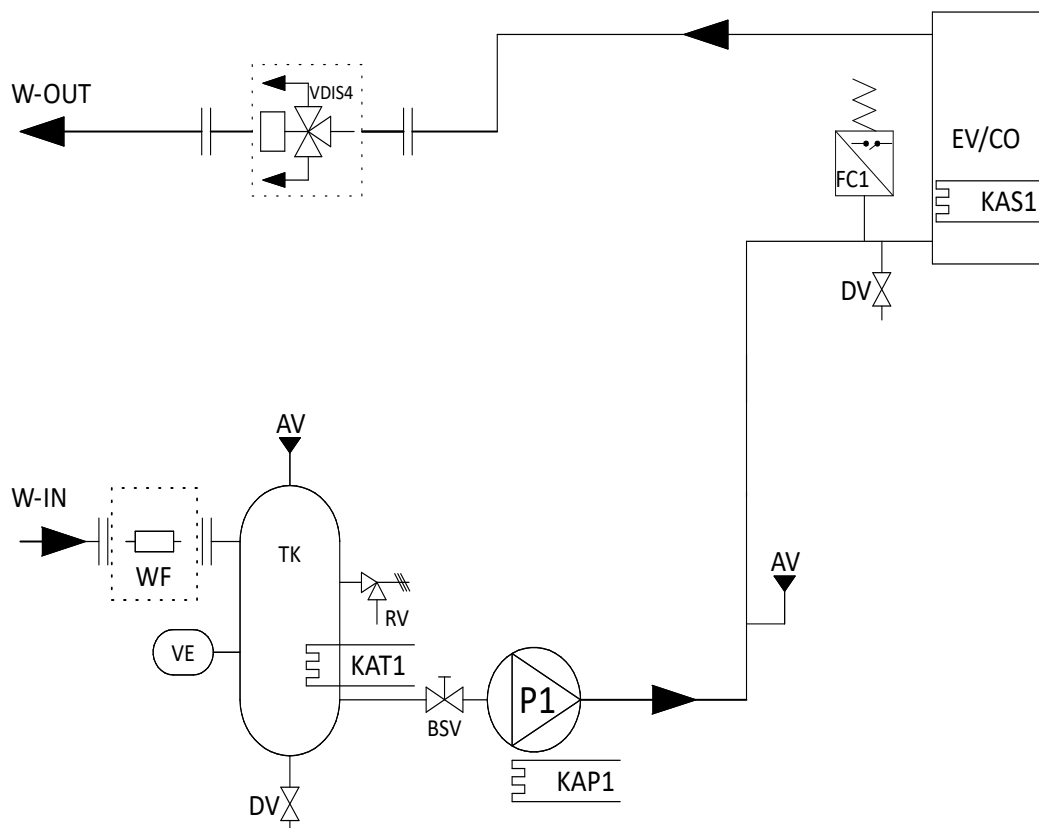 W-OUT
VDIS4
EV/CO
FC1
KAS1
DV
AV
W-IN
TK
WF
AV
RV
VE
KAT1
P1
BSV
KAP1
DV